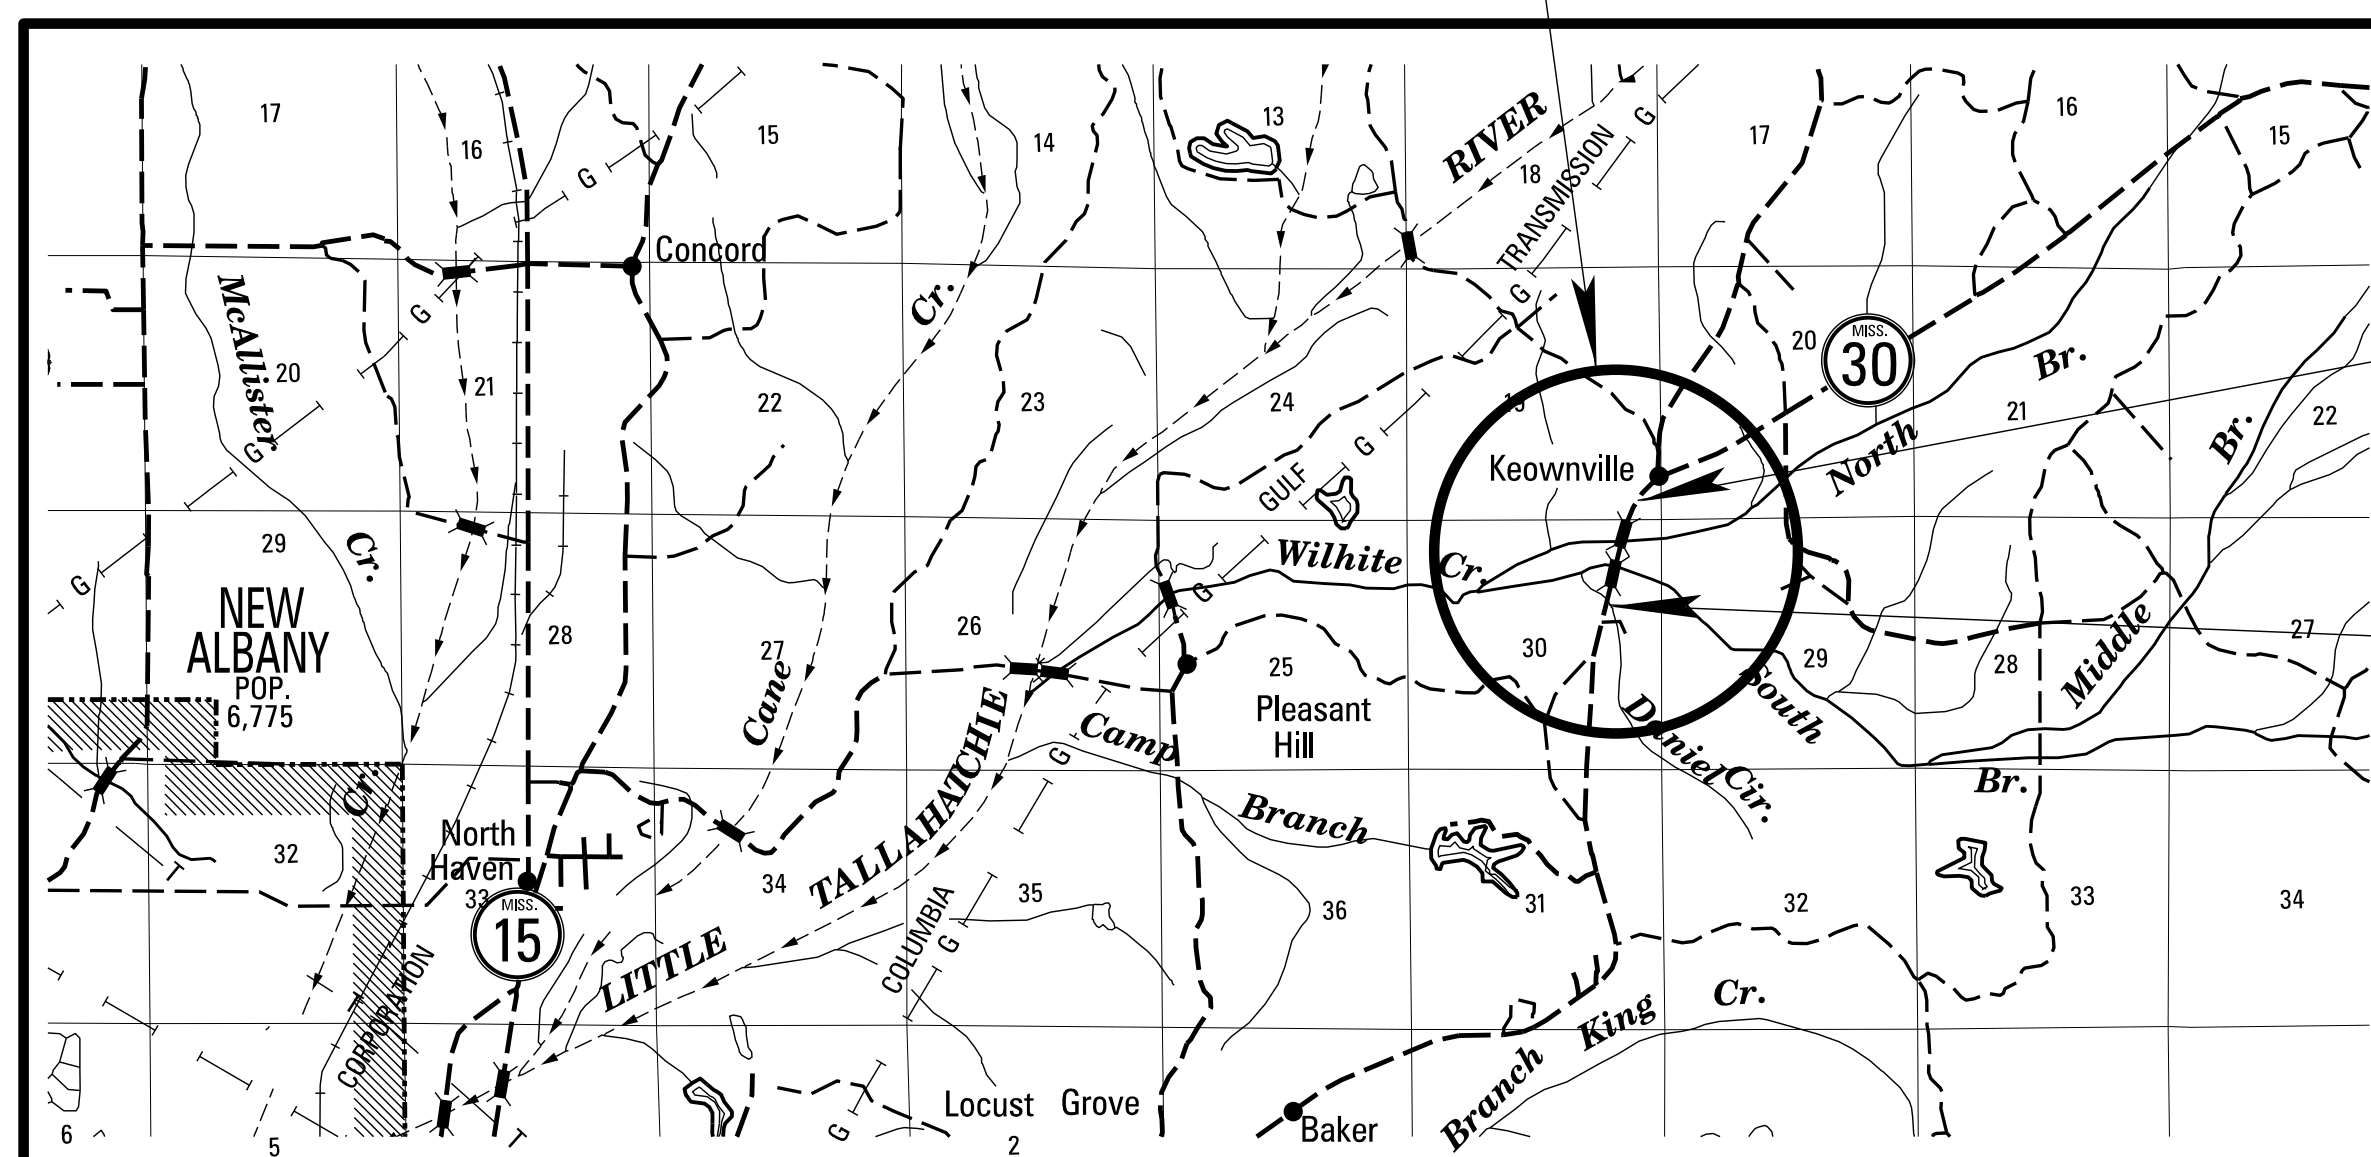 17
16
15
14
13
18
17
16
15
RIVER
TRANSMISSION
G
G
G
G
Concord
McAllister
Cr.
20
21
22
23
24
19
20
MISS.
30
Br.
21
22
Br.
North
G
G
GULF
Keownville
29
Cr.
Wilhite
Cr.
G
G
NEW
ALBANY
POP.
6,775
28
27
26
25
30
29
28
27
Middle
Cane
South
Daniel
Cir.
Pleasant
Hill
Camp
Branch
G
Br.
Cr.
32
North
Haven
33
34
35
36
31
32
33
34
MISS.
15
LITTLE
TALLAHATCHIE
COLUMBIA
G
CORPORATION
T
King
Cr.
Branch
Locust Grove
Baker
G
T
6
5
2